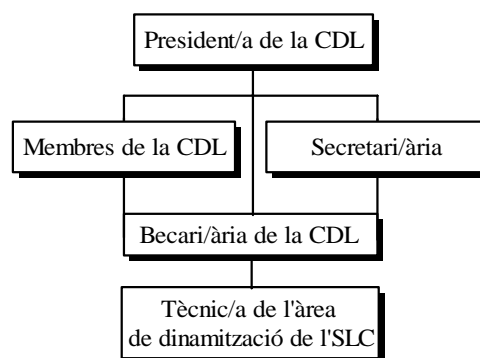 President/a de la CDL
Membres de la CDL
Secretari/ària
Becari/ària de la CDL
Tècnic/a de l'àrea
de dinamització de l'SLC